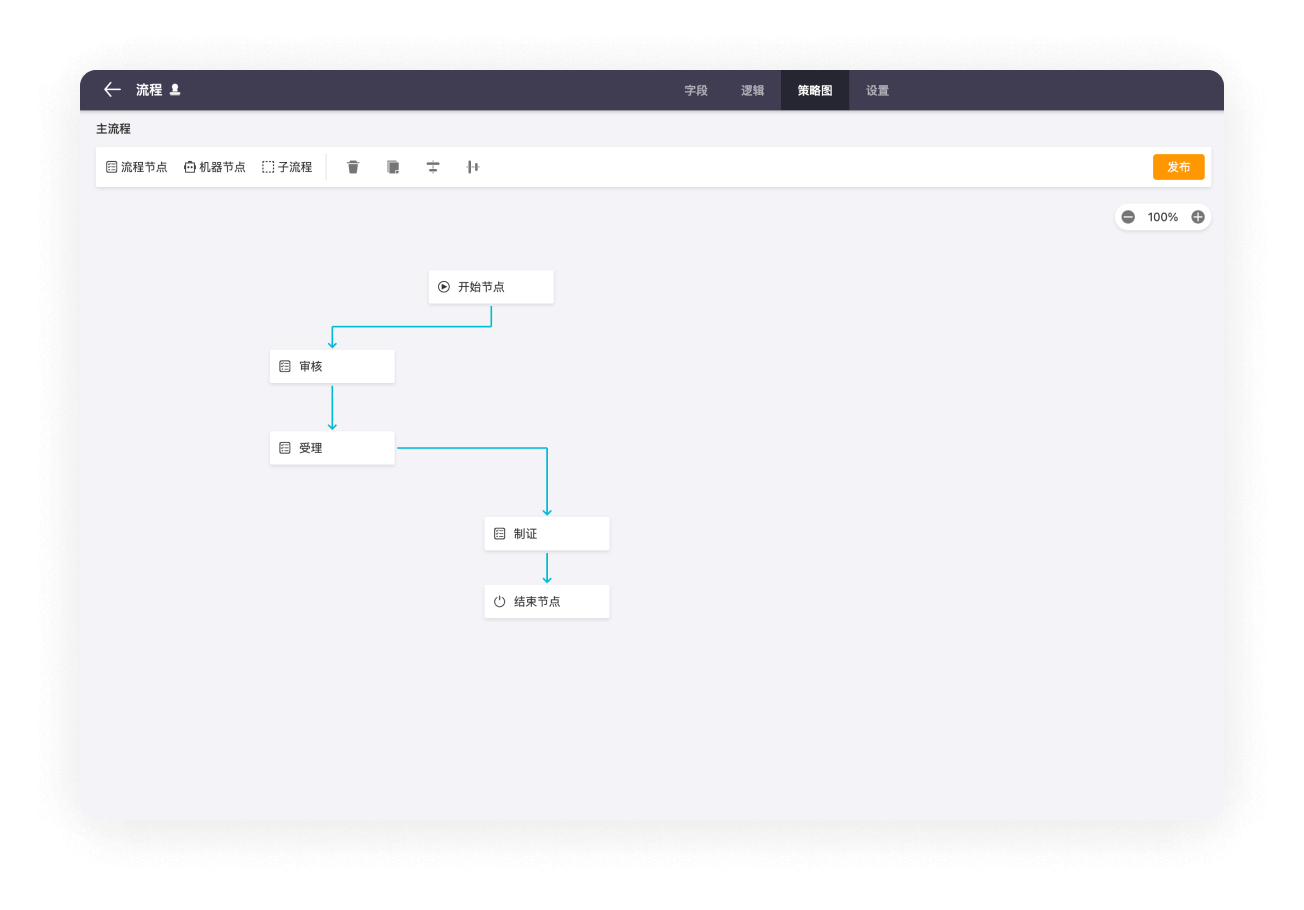 流程
字段 逻辑 策略图 设置
主流程
流程节点 机器节点 子流程 发布
100%
开始节点
审核
受理
制证
结束节点